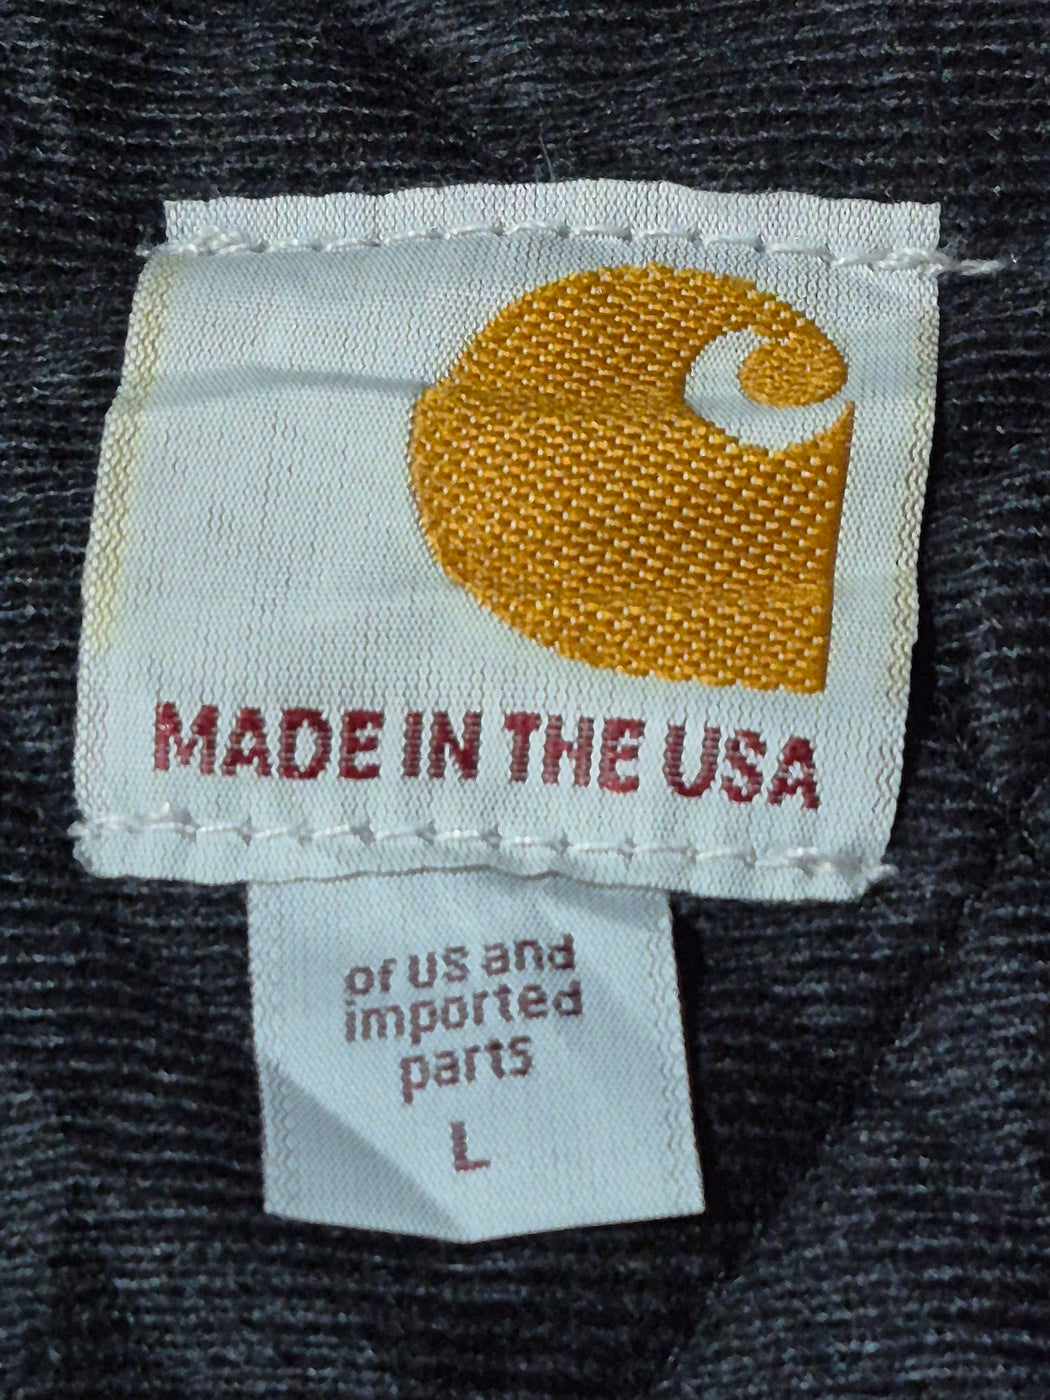 MADE IN THE USA
of US and
imported
parts
L